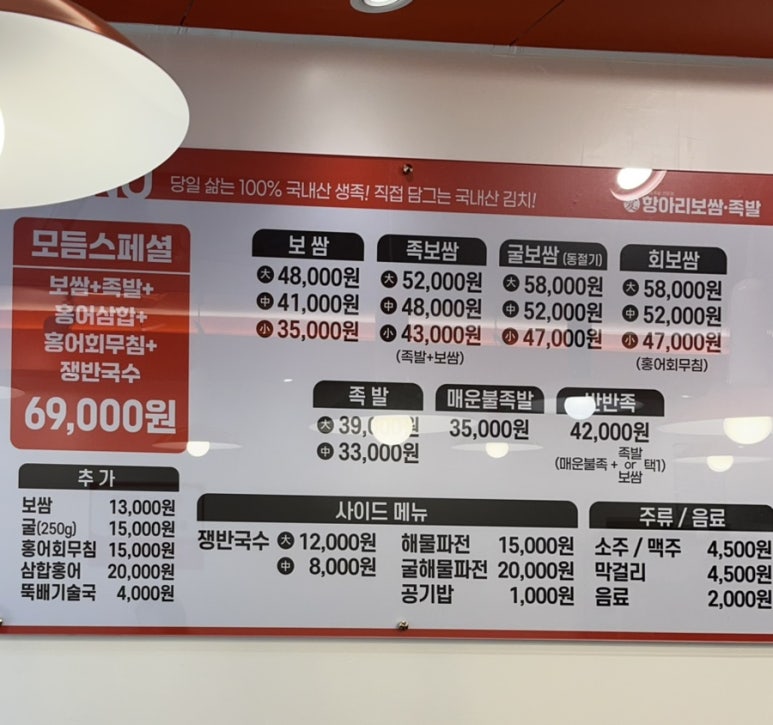 당일 삶는 100% 국내산 생족! 직접 담그는 국내산 김치!
항아리보쌈·족발
모듬스페셜
보쌈+족발+
홍어삼합+
홍어회무침+
쟁반국수
69,000원
보 쌈
大 48,000원
中 41,000원
小 35,000원
족보쌈
大 52,000원
中 48,000원
小 43,000원
(족발+보쌈)
굴보쌈 (동절기)
大 58,000원
中 52,000원
小 47,000원
회보쌈
大 58,000원
中 52,000원
小 47,000원
(홍어회무침)
족 발
大 39,000원
中 33,000원
매운불족발
35,000원
반반족
42,000원
족발
(매운불족 + or 택1)
보쌈
추 가
보쌈 13,000원
굴(250g) 15,000원
홍어회무침 15,000원
삼합홍어 20,000원
뚝배기술국 4,000원
사이드 메뉴
쟁반국수 大 12,000원
中 8,000원
해물파전 15,000원
굴해물파전 20,000원
공기밥 1,000원
주류 / 음료
소주 / 맥주 4,500원
막걸리 4,500원
음료 2,000원